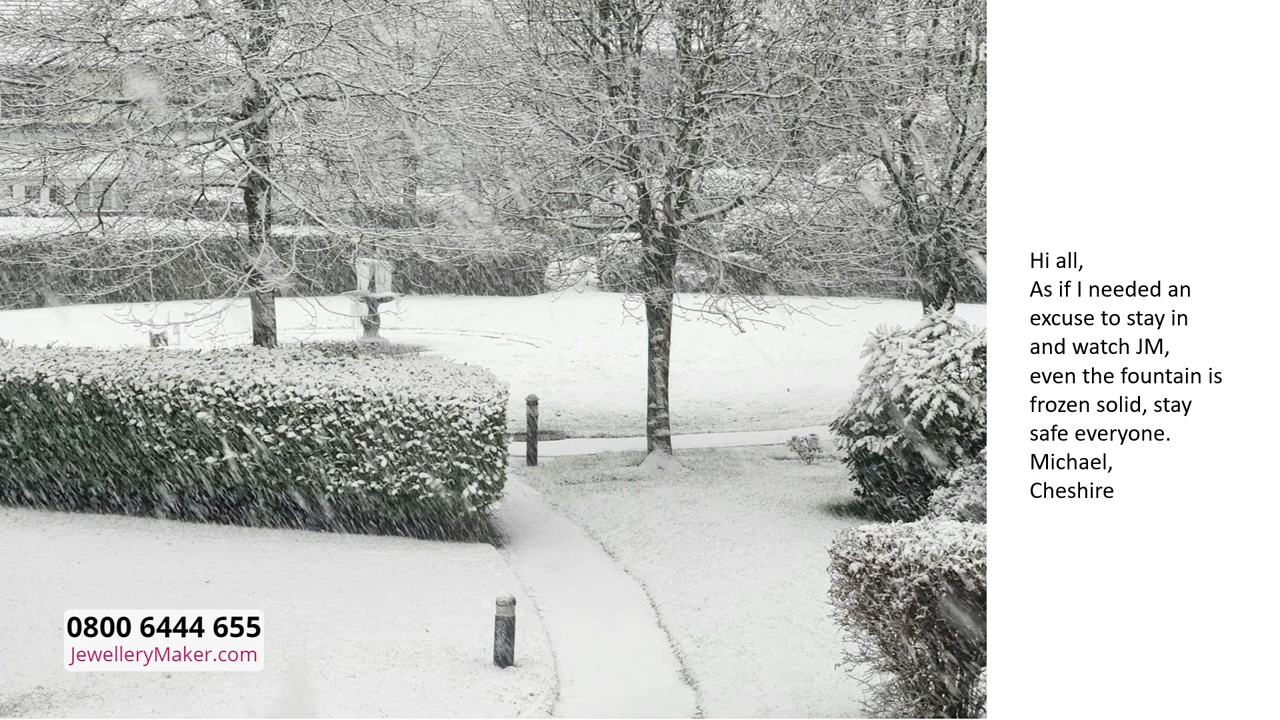 Hi all,
As if I needed an
excuse to stay in
and watch JM,
even the fountain is
frozen solid, stay
safe everyone.
Michael,
Cheshire
0800 6444 655
JewelleryMaker.com